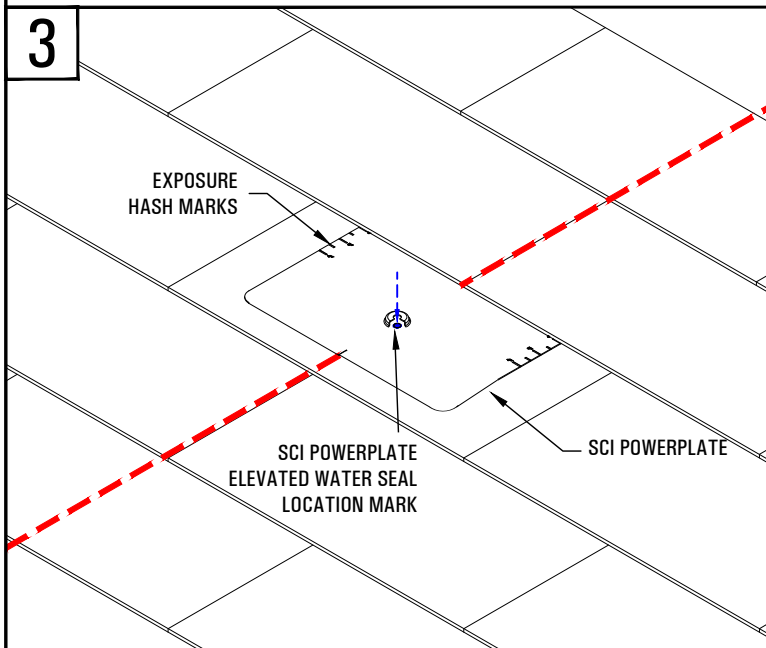 3
EXPOSURE
HASH MARKS
SCI POWERPLATE
ELEVATED WATER SEAL
LOCATION MARK
SCI POWERPLATE